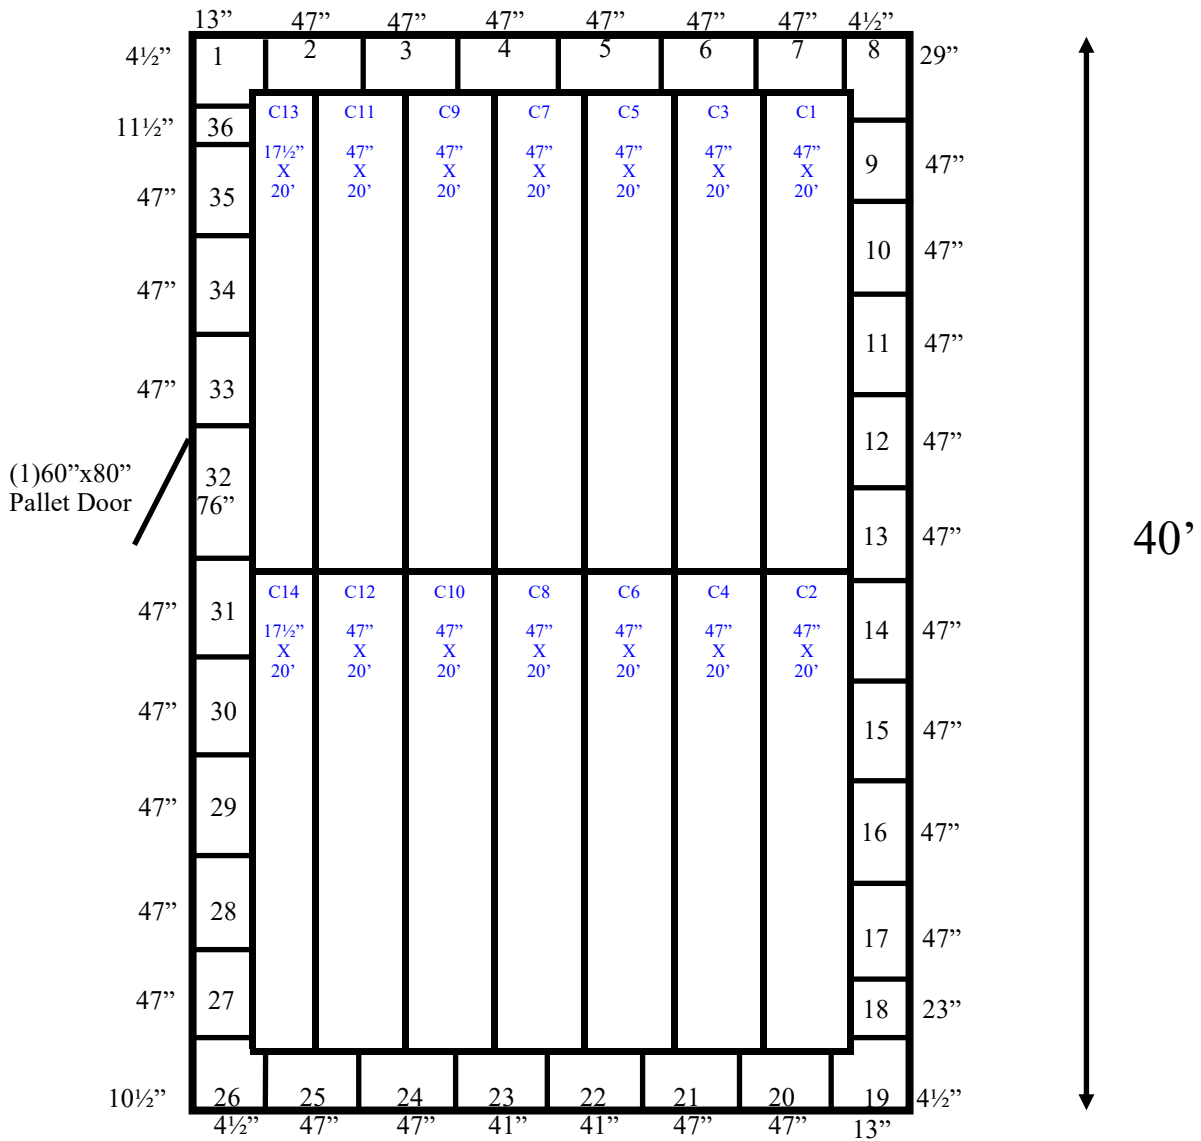 13” 47” 47” 47” 47” 47” 47” 4½”
4½” 1 2 3 4 5 6 7 8 29”
11½” 36 C13 C11 C9 C7 C5 C3 C1
17½” 47” 47” 47” 47” 47” 47” 9 47”
X X X X X X X
47” 35 20’ 20’ 20’ 20’ 20’ 20’ 20’
10 47”
47” 34
11 47”
47” 33
12 47”
(1)60”x80” 32
Pallet Door 76”
13 47”
40’
C14 C12 C10 C8 C6 C4 C2
47” 31
17½” 47” 47” 47” 47” 47” 47” 14 47”
X X X X X X X
20’ 20’ 20’ 20’ 20’ 20’ 20’
47” 30
15 47”
47” 29
16 47”
47” 28
17 47”
47” 27
18 23”
10½” 26 25 24 23 22 21 20 19 4½”
4½” 47” 47” 41” 41” 47” 47” 13”